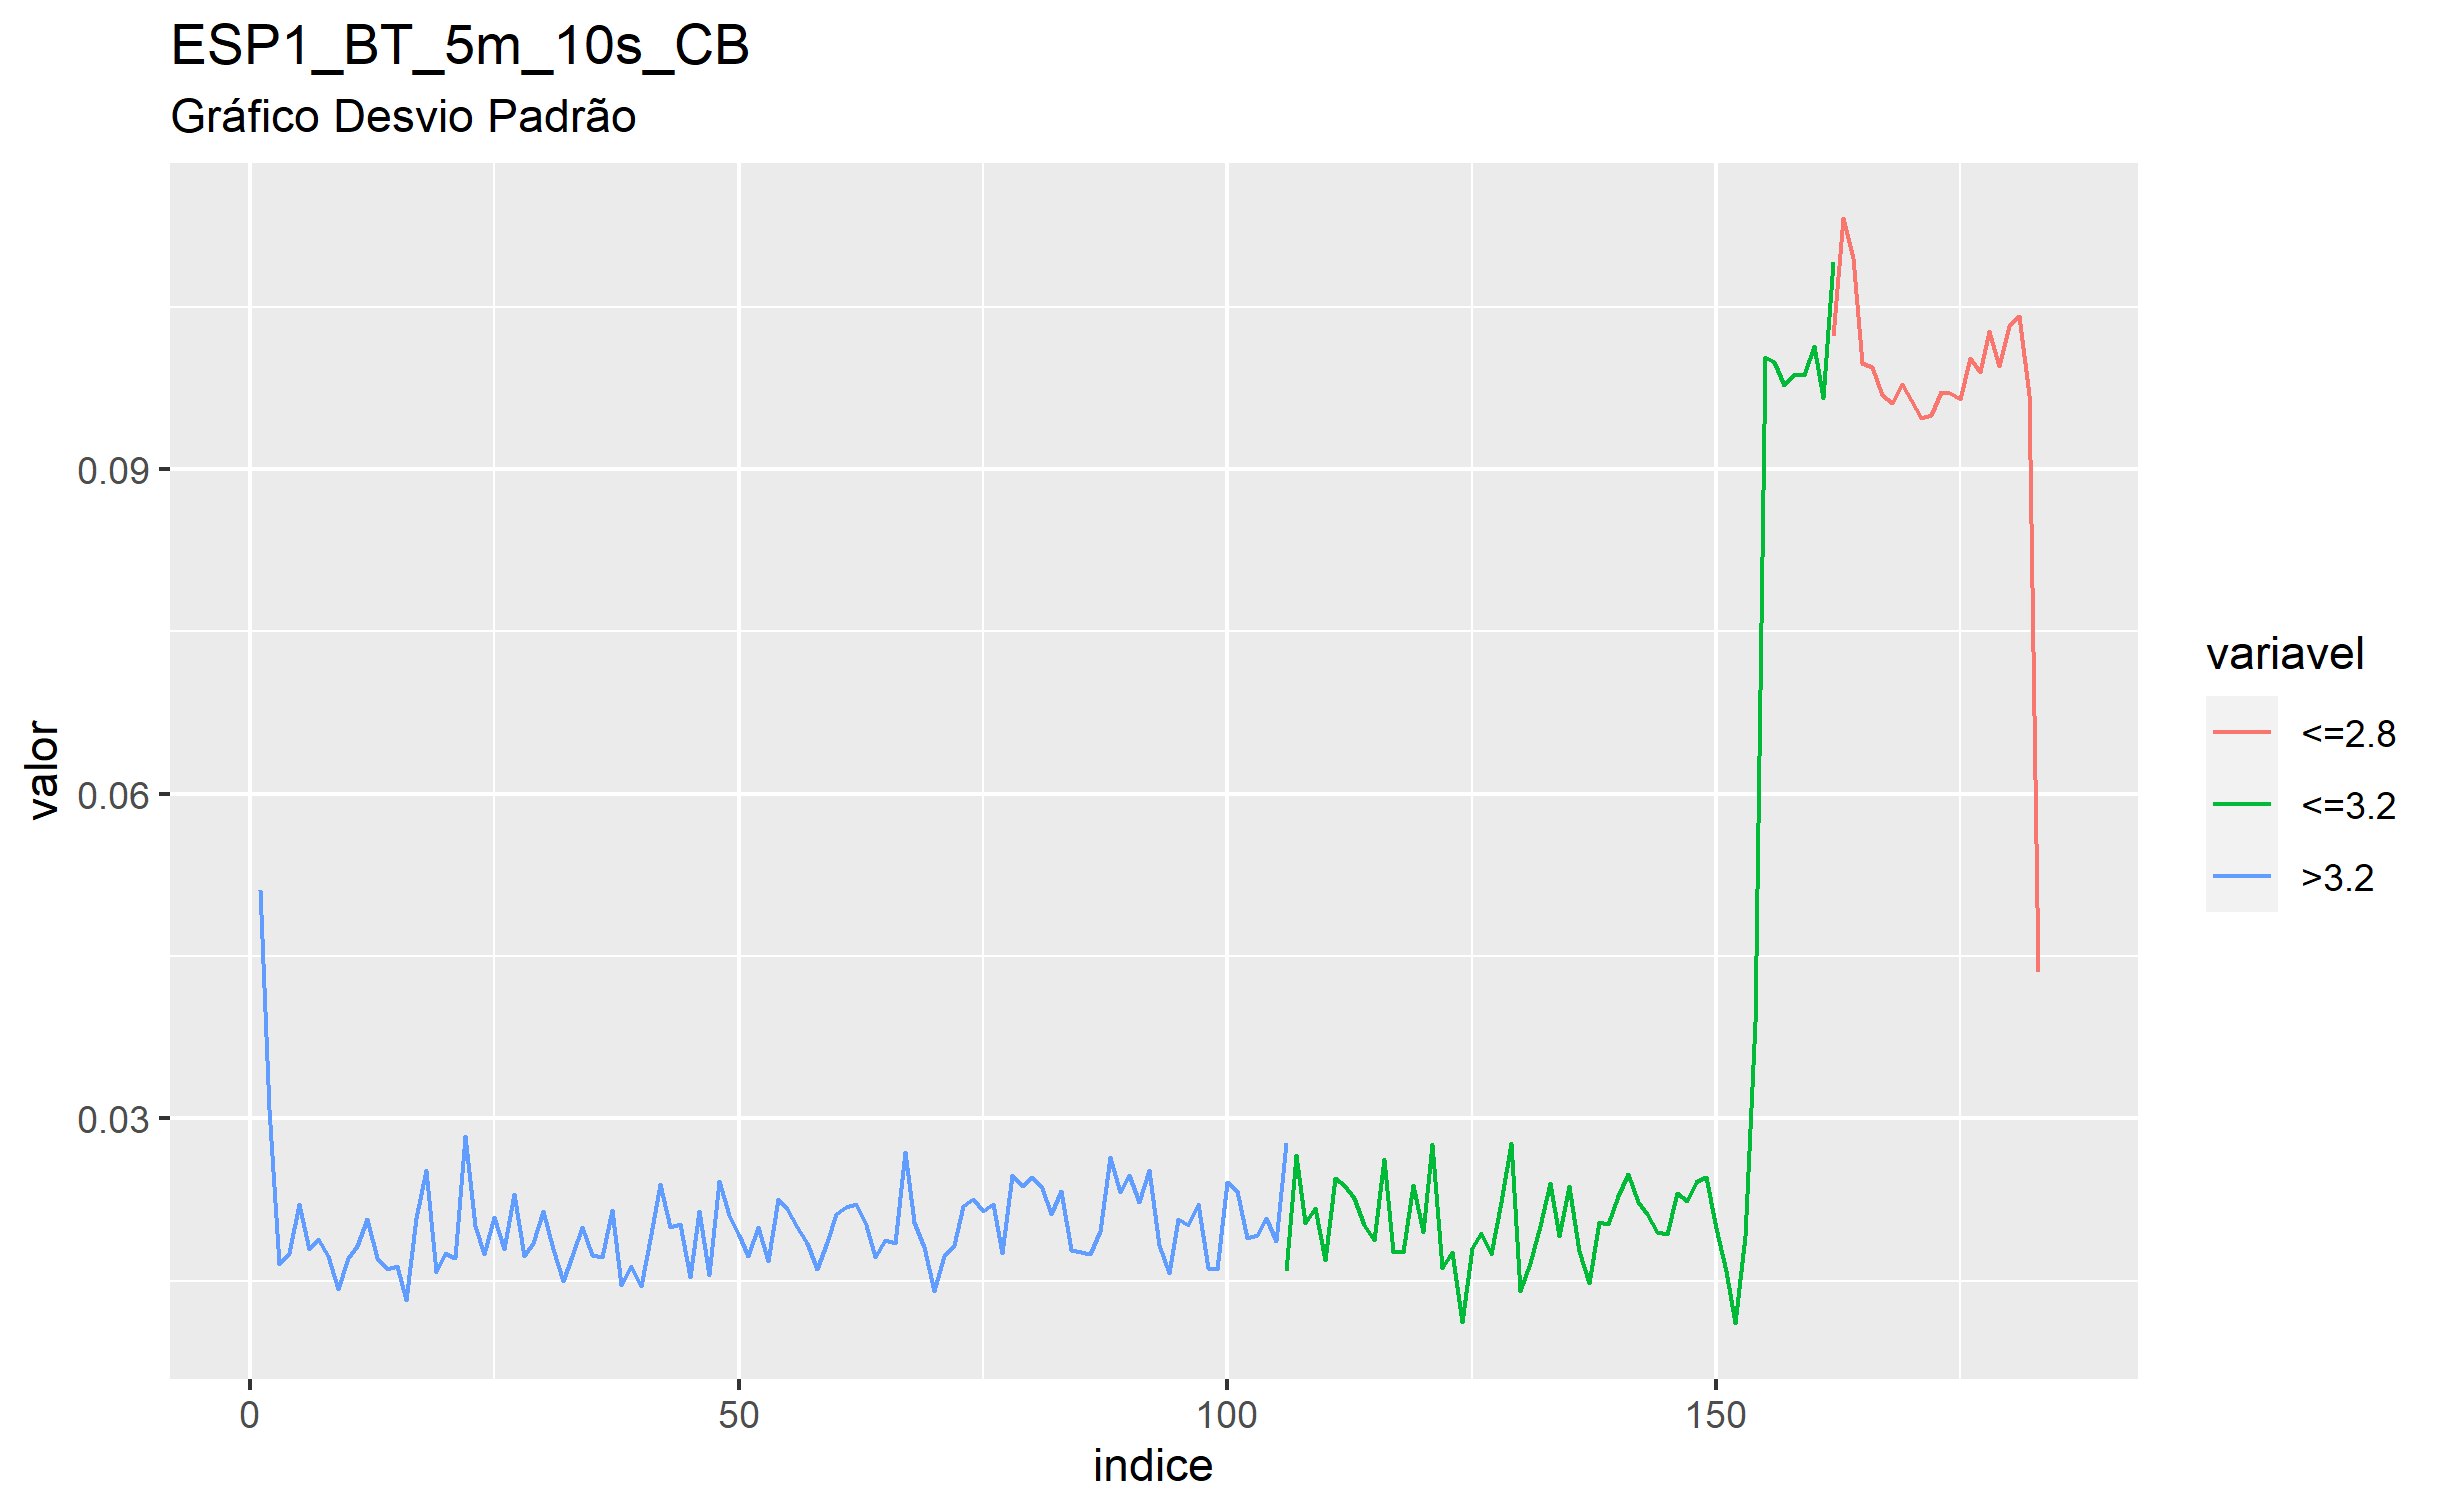 ESP1_BT_5m_10s_CB
Gráfico Desvio Padrão
valor
0.09
0.06
0.03
0
50
100
150
indice
variavel
<=2.8
<=3.2
>3.2